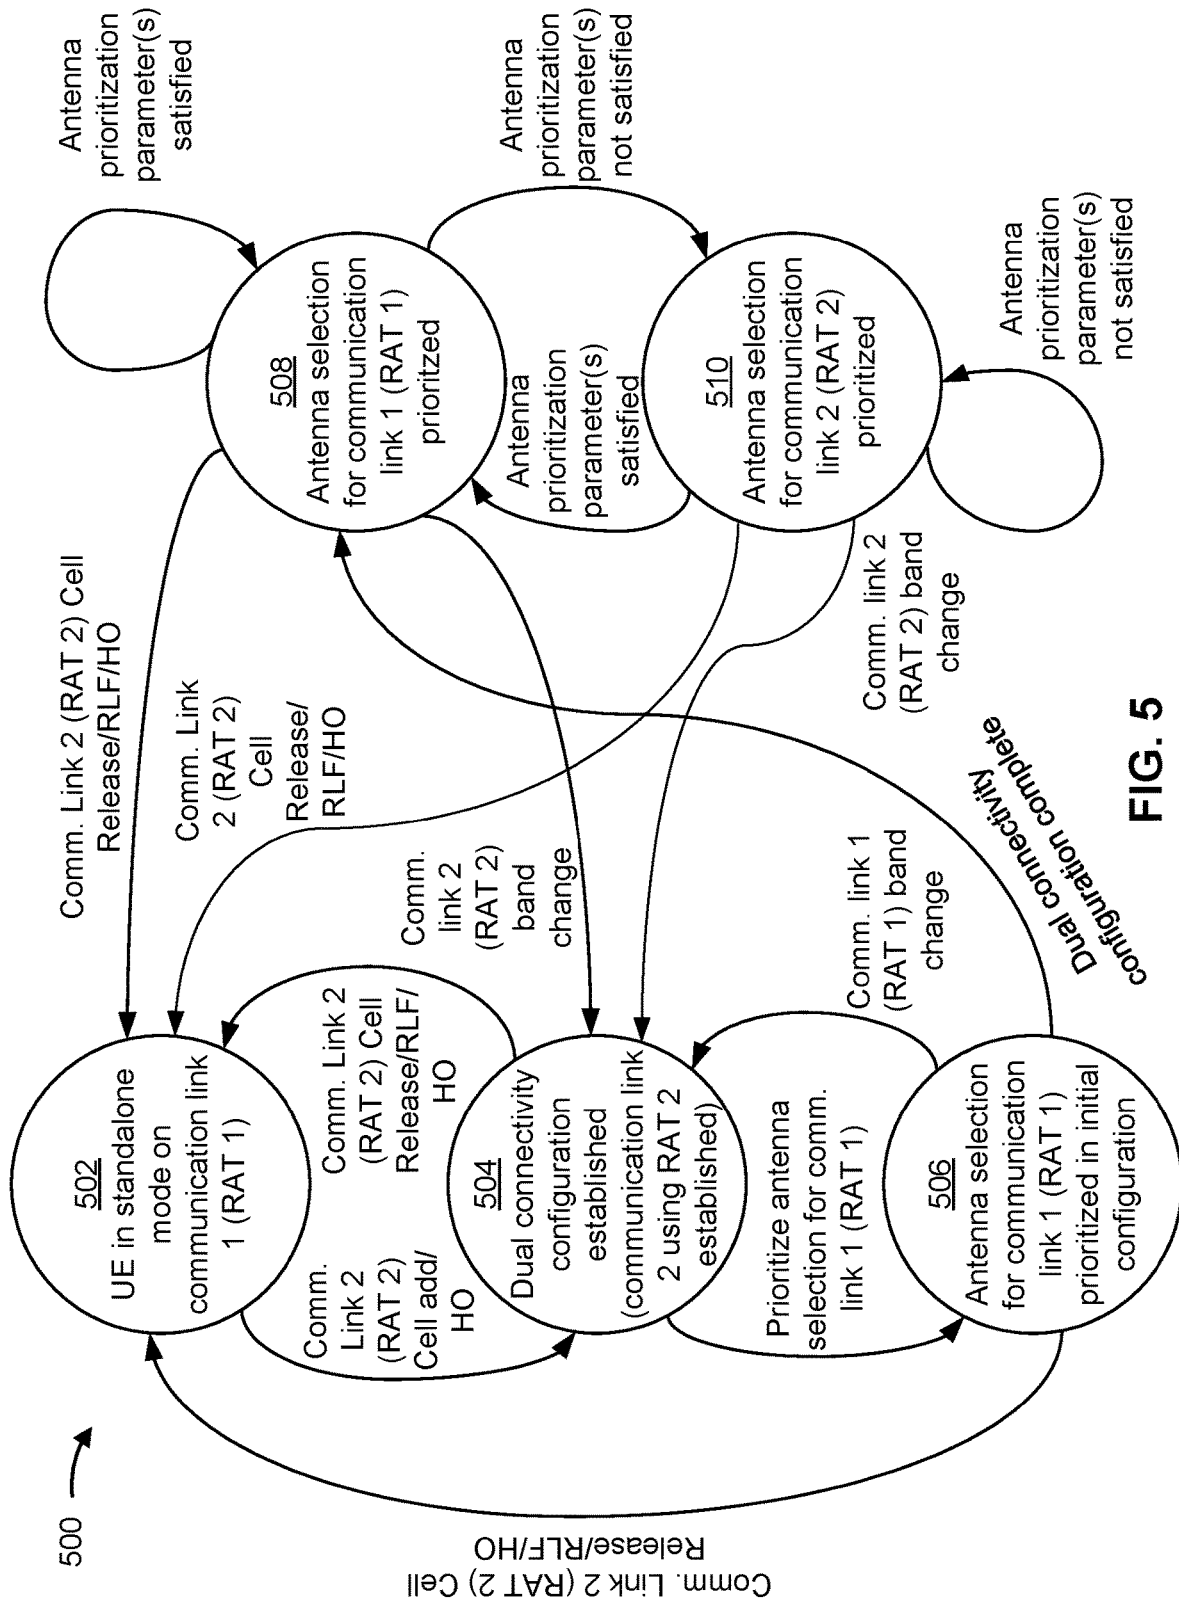 500
502
UE in standalone
mode on
communication link
1 (RAT 1)
Comm. Link 2 (RAT 2) Cell
Release/RLF/HO
Comm. Link
2 (RAT 2)
Cell
Release/
RLF/HO
508
Antenna selection
for communication
link 1 (RAT 1)
prioritized
Antenna
prioritization
parameter(s)
satisfied
Comm.
Link 2
(RAT 2)
Cell add/
HO
Comm. Link 2
(RAT 2) Cell
Release/RLF/
HO
Comm.
link 2
(RAT 2)
band
change
Antenna
prioritization
parameter(s)
satisfied
Antenna
prioritization
parameter(s)
not satisfied
Comm. Link 2 (RAT 2) Cell
Release/RLF/HO
504
Dual connectivity
configuration
established
(communication link
2 using RAT 2
established)
510
Antenna selection
for communication
link 2 (RAT 2)
prioritized
Prioritize antenna
selection for comm.
link 1 (RAT 1)
Comm. link 1
(RAT 1) band
change
Comm. link 2
(RAT 2) band
change
Antenna
prioritization
parameter(s)
not satisfied
506
Antenna selection
for communication
link 1 (RAT 1)
prioritized in initial
configuration
Dual connectivity
configuration complete
FIG. 5